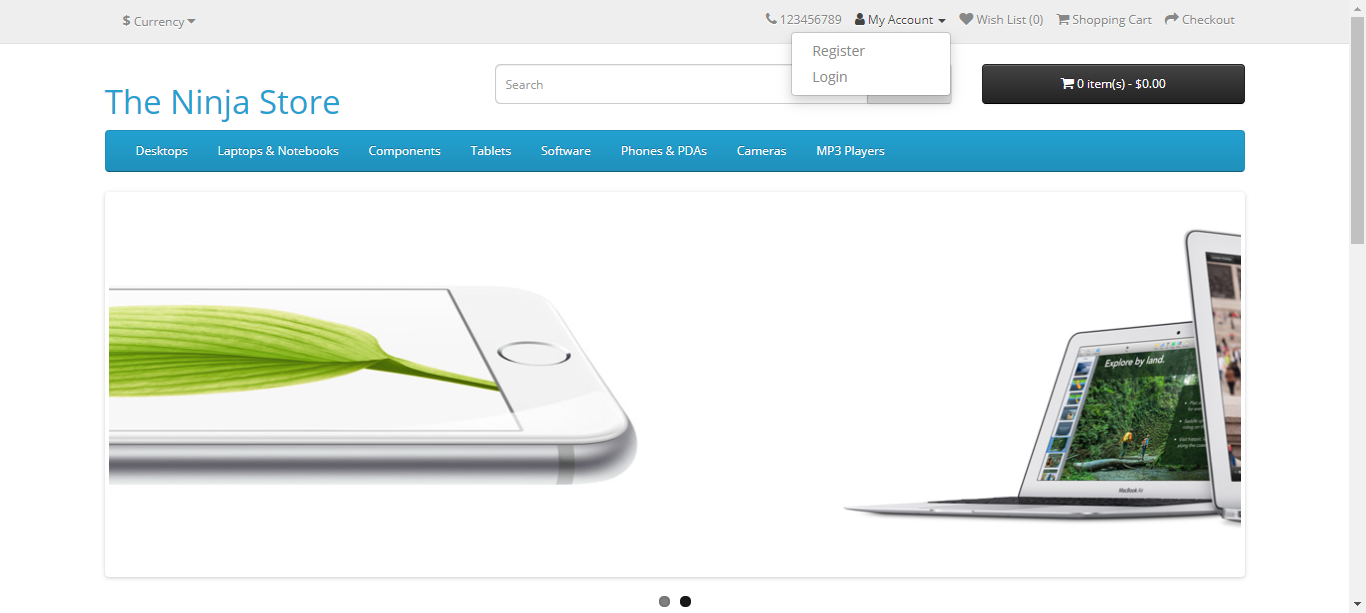 $ Currency
123456789 My Account Wish List (0) Shopping Cart Checkout
Register
Login
The Ninja Store
Search
0 item(s) - $0.00
Desktops Laptops & Notebooks Components Tablets Software Phones & PDAs Cameras MP3 Players
Explore by land.
MacBook Air